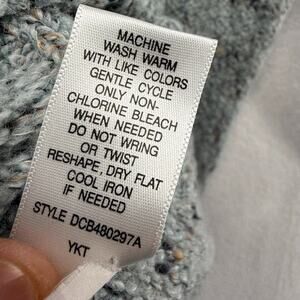 MACHINE
WASH WARM
WITH LIKE COLORS
GENTLE CYCLE
ONLY NON-
CHLORINE BLEACH
WHEN NEEDED
DO NOT WRING
OR TWIST
RESHAPE, DRY FLAT
COOL IRON
IF NEEDED
STYLE DCB480297A
YKT